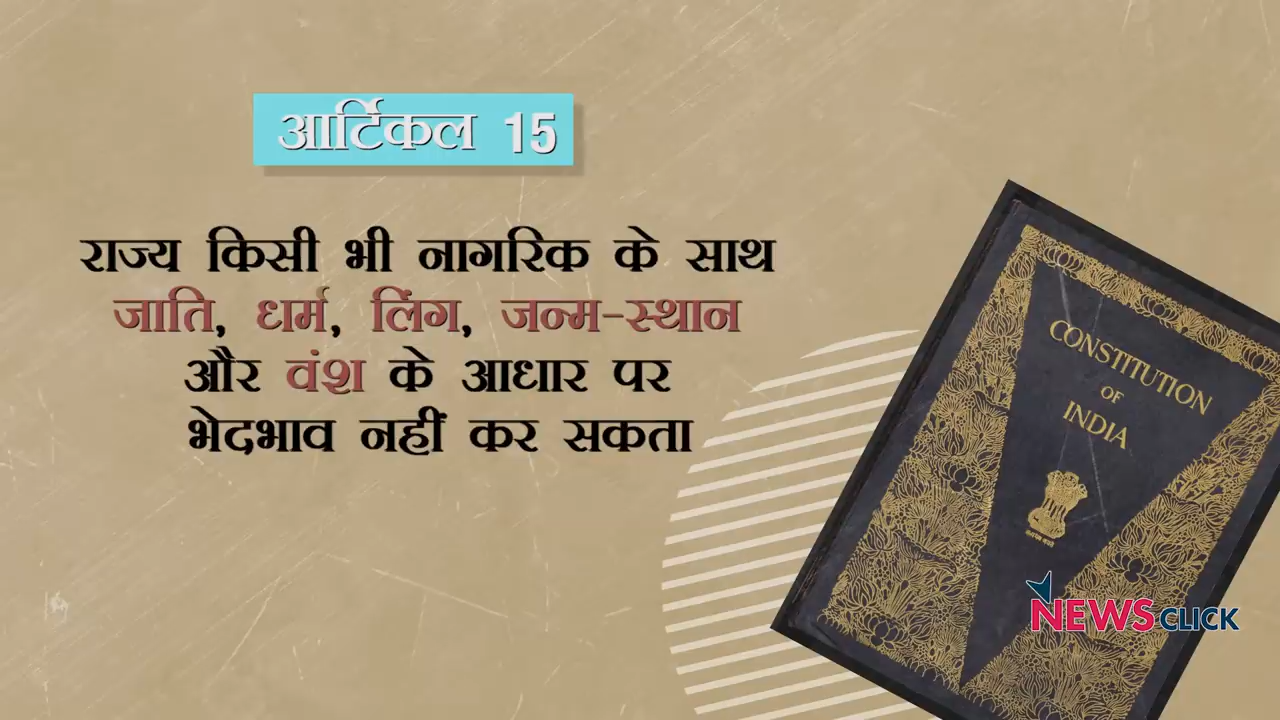 आर्टिकल 15
राज्य किसी भी नागरिक के साथ
जाति, धर्म, लिंग, जन्म-स्थान
और वंश के आधार पर
भेदभाव नहीं कर सकता
CONSTITUTION
OF
INDIA
NEWSCLICK